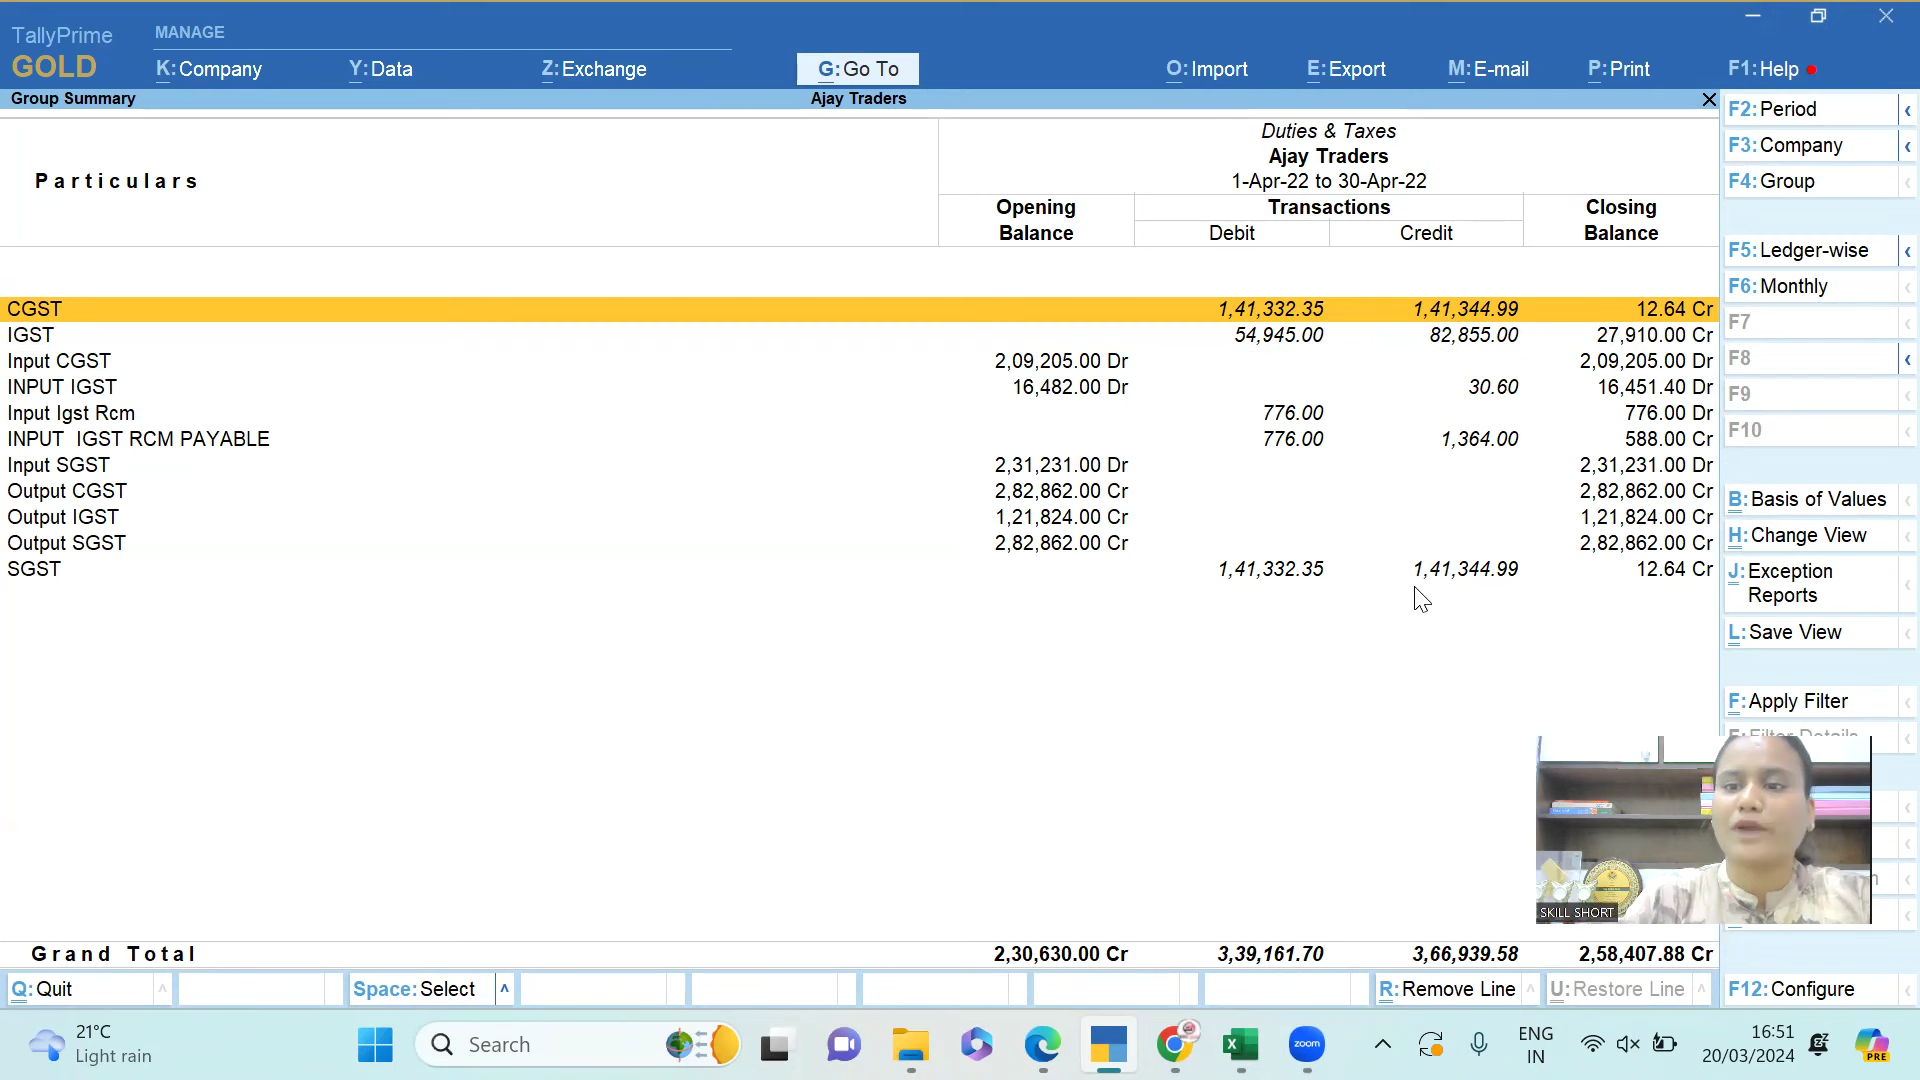 TallyPrime
GOLD
MANAGE
K:Company Y:Data Z:Exchange G:Go To O:Import E:Export M:E-mail P:Print F1:Help
Group Summary Ajay Traders
Particulars
Duties & Taxes
Ajay Traders
1-Apr-22 to 30-Apr-22
Opening Balance Transactions Closing Balance
Debit Credit
CGST 1,41,332.35 1,41,344.99 12.64 Cr
IGST 54,945.00 82,855.00 27,910.00 Cr
Input CGST 2,09,205.00 Dr 2,09,205.00 Dr
INPUT IGST 16,482.00 Dr 30.60 16,451.40 Dr
Input Igst Rcm 776.00 776.00 Dr
INPUT IGST RCM PAYABLE 776.00 1,364.00 588.00 Cr
Input SGST 2,31,231.00 Dr 2,31,231.00 Dr
Output CGST 2,82,862.00 Cr 2,82,862.00 Cr
Output IGST 1,21,824.00 Cr 1,21,824.00 Cr
Output SGST 2,82,862.00 Cr 2,82,862.00 Cr
SGST 1,41,332.35 1,41,344.99 12.64 Cr
Grand Total 2,30,630.00 Cr 3,39,161.70 3,66,939.58 2,58,407.88 Cr
F2:Period
F3:Company
F4:Group
F5:Ledger-wise
F6:Monthly
F7
F8
F9
F10
B:Basis of Values
H:Change View
J:Exception
Reports
L:Save View
F:Apply Filter
SKILL SHORT
Q:Quit Space:Select R:Remove Line U:Restore Line F12:Configure
21°C
Light rain
Search
zoom
ENG
IN
16:51
20/03/2024
PRE